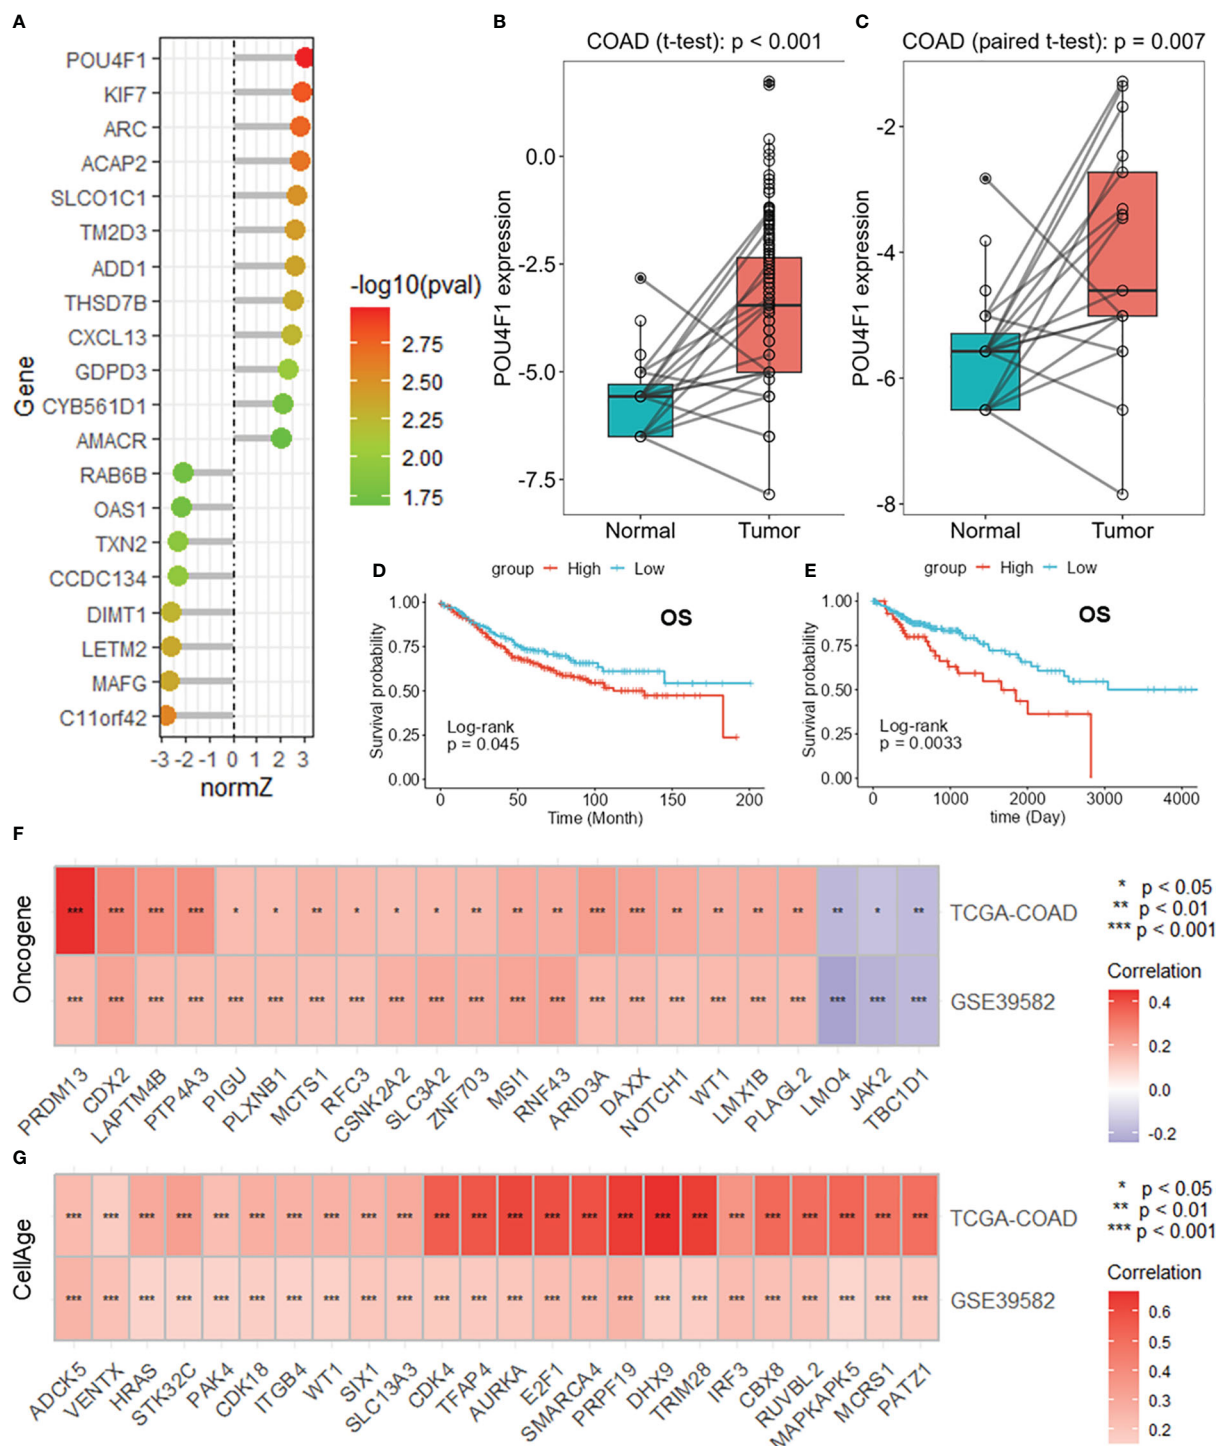 A
Gene
POU4F1
KIF7
ARC
ACAP2
SLCO1C1
TM2D3
ADD1
THSD7B
CXCL13
GDPD3
CYB561D1
AMACR
RAB6B
OAS1
TXN2
CCDC134
DIMT1
LETM2
MAFG
C11orf42
-3 -2 -1 0 1 2 3
normZ
-log10(pval)
2.75
2.50
2.25
2.00
1.75
B
COAD (t-test): p < 0.001
POU4F1 expression
0.0
-2.5
-5.0
-7.5
Normal Tumor
C
COAD (paired t-test): p = 0.007
POU4F1 expression
-2
-4
-6
-8
Normal Tumor
D
group High Low
OS
Survival probability
1.00
0.75
0.50
0.25
0.00
Log-rank
p = 0.045
0 50 100 150 200
Time (Month)
E
group High Low
OS
Survival probability
1.00
0.75
0.50
0.25
0.00
Log-rank
p = 0.0033
0 1000 2000 3000 4000
time (Day)
F
Oncogene
*** *** *** *** * * ** * * * ** ** ** *** *** ** ** ** ** ** * **
TCGA-COAD
*** *** *** *** *** *** *** *** *** *** *** *** *** *** *** *** *** *** *** *** *** ***
GSE39582
PRDM13 CDX2 LAPTM4B PTP4A3 PIGU PLXNB1 MCTS1 RFC3 CSNK2A2 SLC3A2 ZNF703 MSI1 RNF43 ARID3A DAXX NOTCH1 WT1 LMX1B PLAGL2 LMO4 JAK2 TBC1D1
* p < 0.05
** p < 0.01
*** p < 0.001
Correlation
0.4
0.2
0.0
-0.2
G
CellAge
*** *** *** *** *** *** *** *** *** *** *** *** *** *** *** *** *** *** *** *** *** *** *** ***
TCGA-COAD
*** *** *** *** *** *** *** *** *** *** *** *** *** *** *** *** *** *** *** *** *** *** *** ***
GSE39582
ADCK5 VENTX HRAS STK32C PAK4 CDK18 ITGB4 WT1 SIX1 SLC13A3 CDK4 TFAP4 AURKA E2F1 SMARCA4 PRPF19 DHX9 TRIM28 IRF3 CBX8 RUVBL2 MAPKAPK5 MCRS1 PATZ1
* p < 0.05
** p < 0.01
*** p < 0.001
Correlation
0.6
0.5
0.4
0.3
0.2